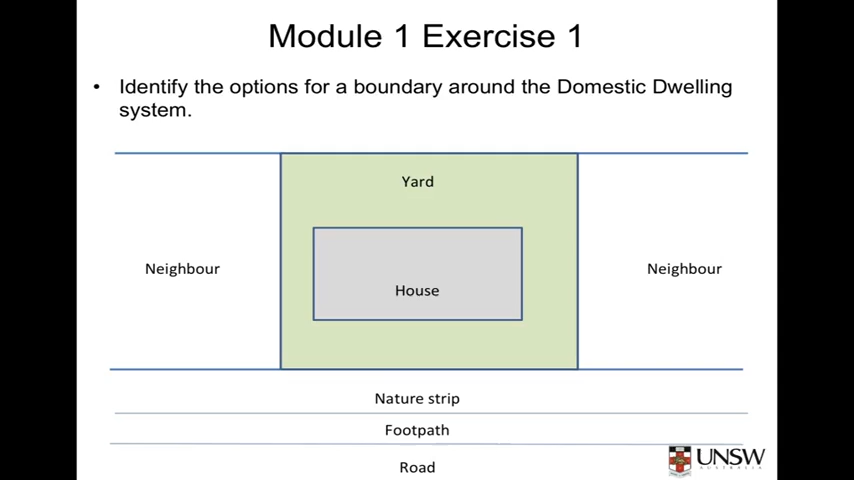 Module 1 Exercise 1
• Identify the options for a boundary around the Domestic Dwelling
system.
Yard
Neighbour
House
Neighbour
Nature strip
Footpath
Road
UNSW
AUSTRALIA